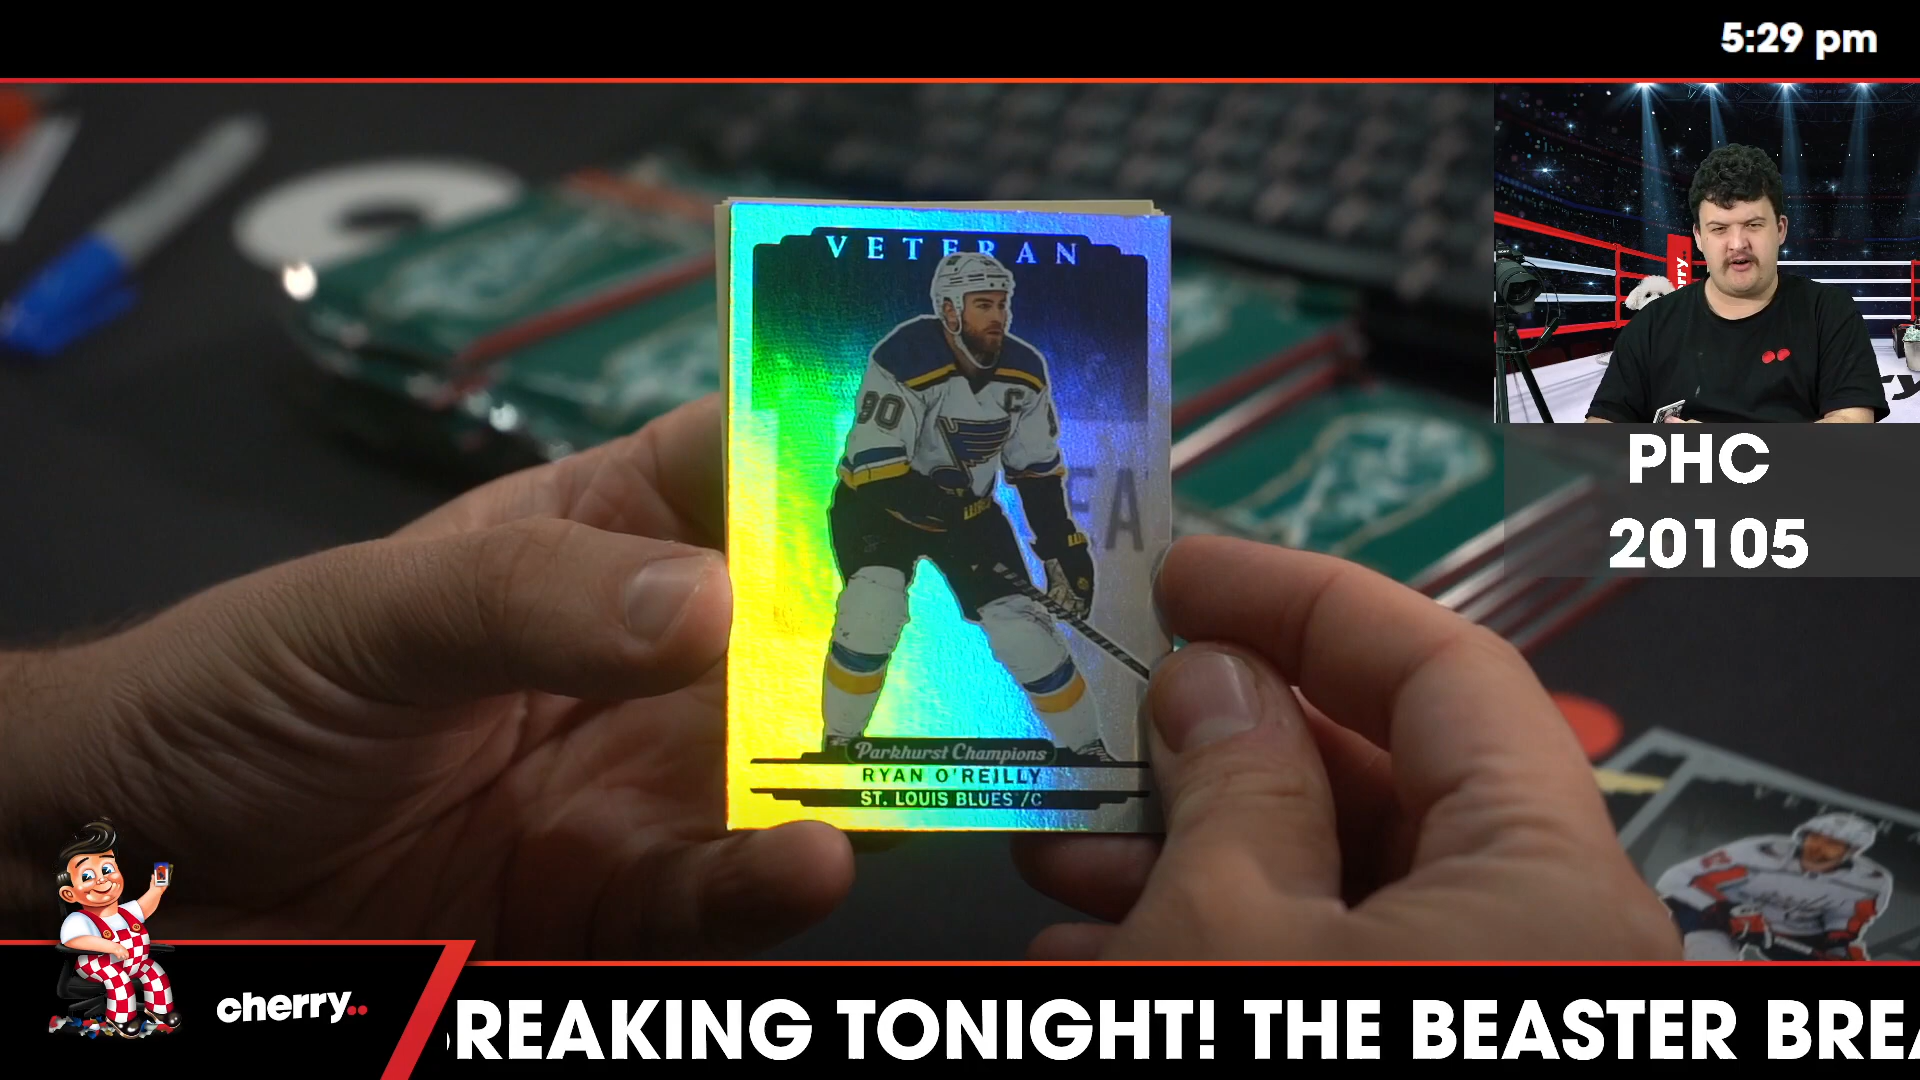 5:29 pm
VETERAN
90
C
Parkhurst Champions
RYAN O'REILLY
ST. LOUIS BLUES /C
PHC
20105
cherry..
REAKING TONIGHT! THE BEASTER BREA